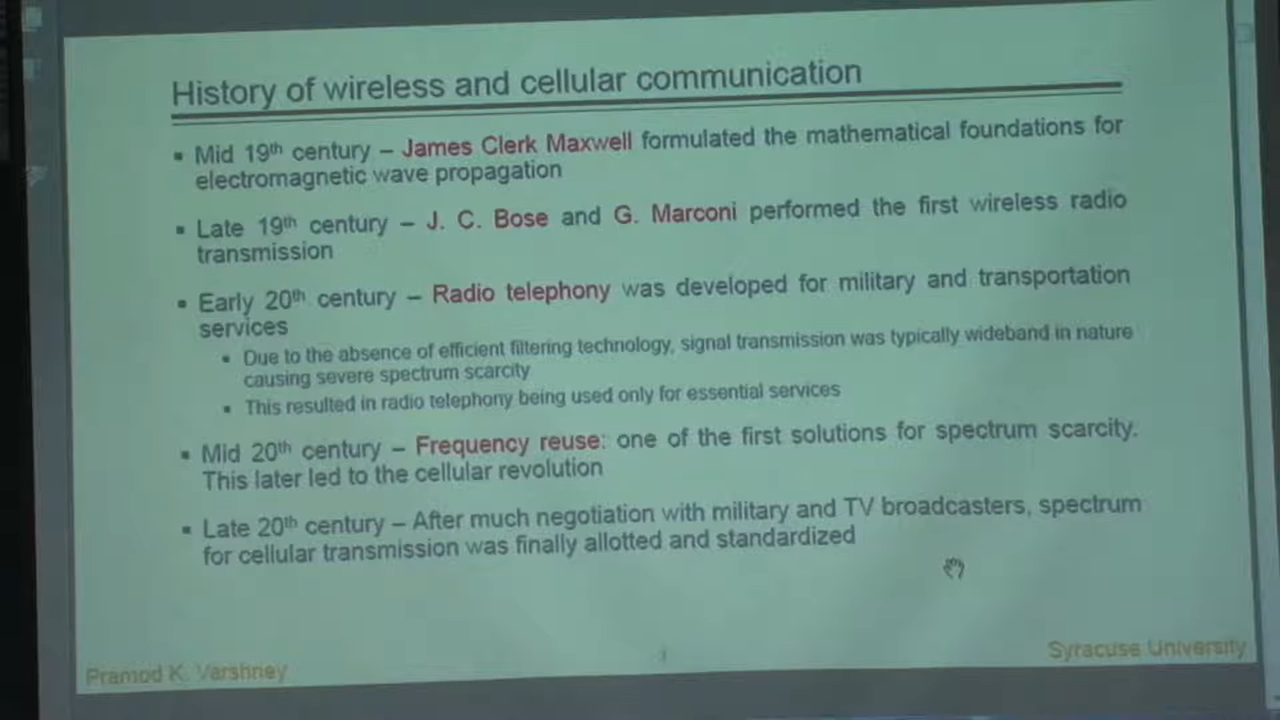 History of wireless and cellular communication
▪ Mid 19th century – James Clerk Maxwell formulated the mathematical foundations for
electromagnetic wave propagation
▪ Late 19th century – J. C. Bose and G. Marconi performed the first wireless radio
transmission
▪ Early 20th century – Radio telephony was developed for military and transportation
services
▪ Due to the absence of efficient filtering technology, signal transmission was typically wideband in nature
causing severe spectrum scarcity
▪ This resulted in radio telephony being used only for essential services
▪ Mid 20th century – Frequency reuse: one of the first solutions for spectrum scarcity.
This later led to the cellular revolution
▪ Late 20th century – After much negotiation with military and TV broadcasters, spectrum
for cellular transmission was finally allotted and standardized
Pramod K. Varshney
Syracuse University